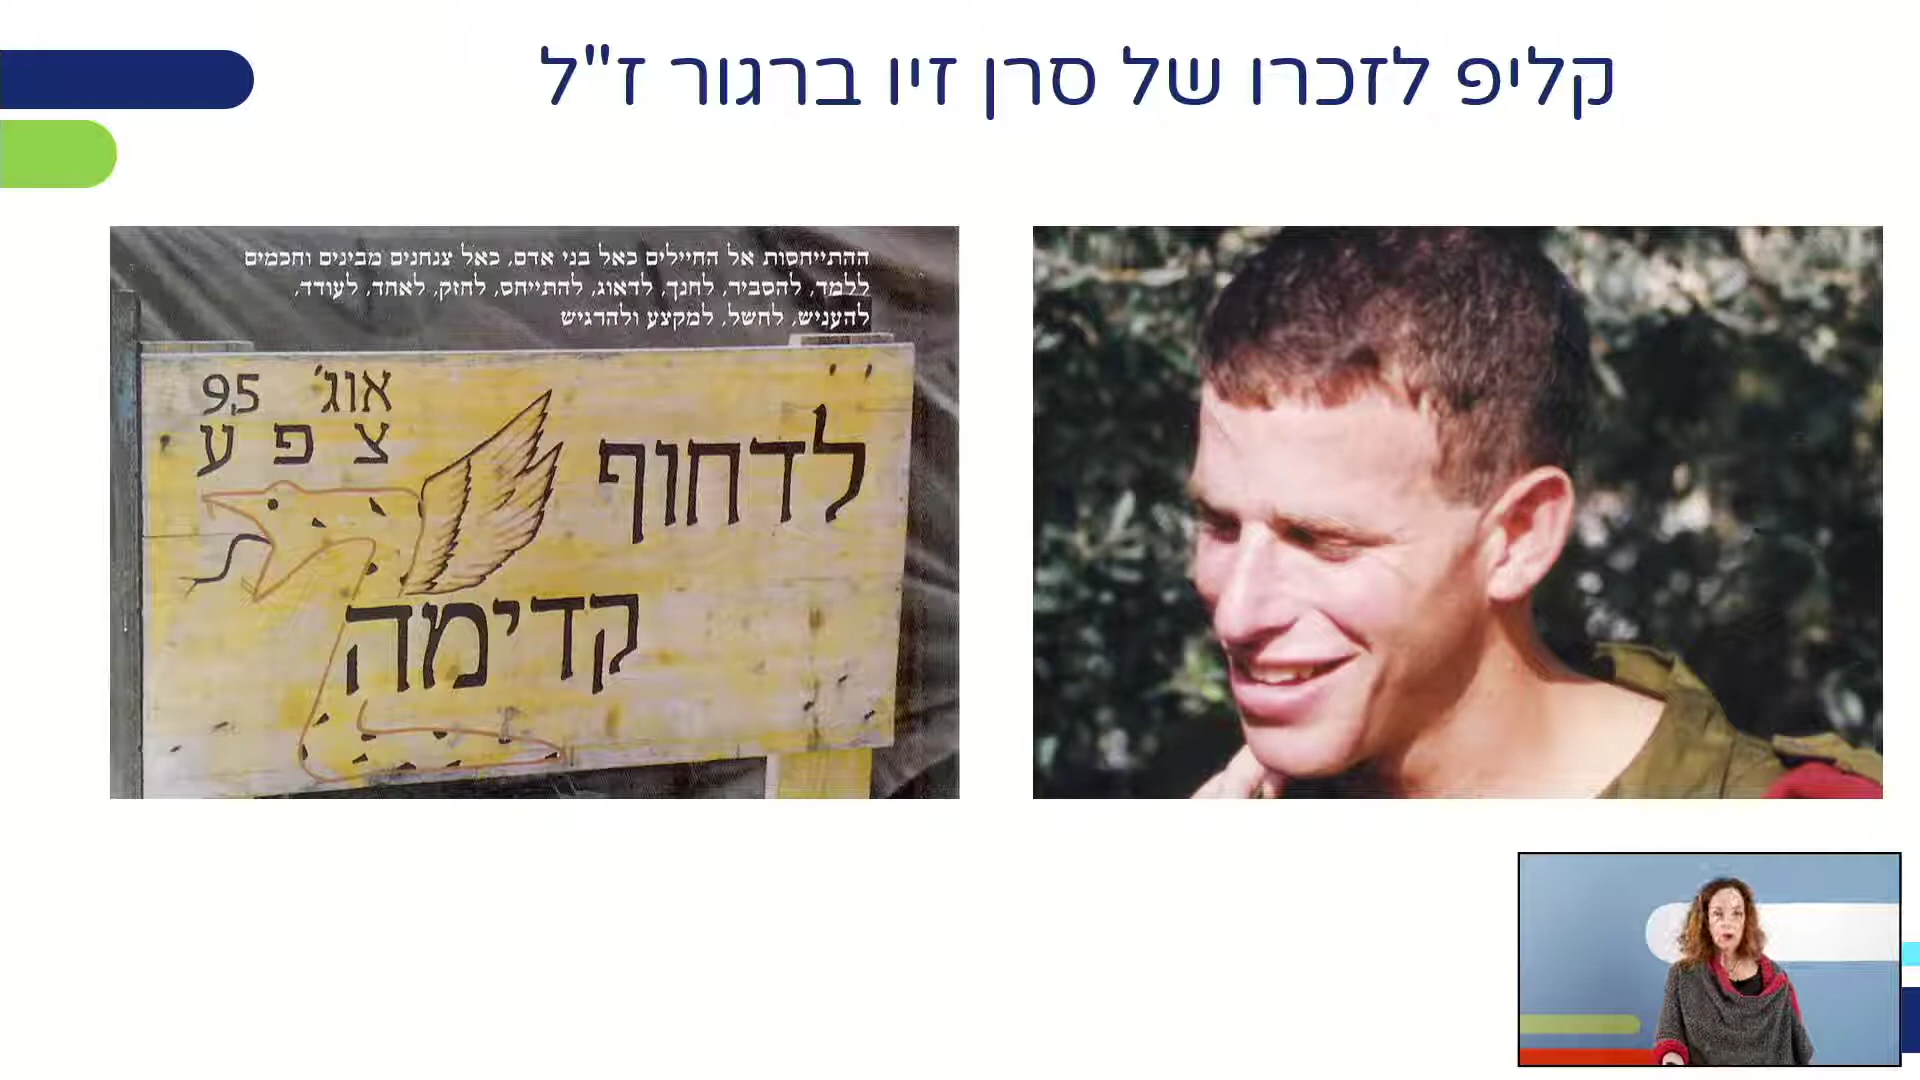 קליפ לזכרו של סרן זיו ברגור ז"ל
ההתייחסות אל החיילים כאל בני אדם, כאל צנחנים מבינים וחכמים
ללמד, להסביר, לחנך, לדאוג, להתייחס, לחזק, לאחד, לעודד,
להעניש, לחשל, למקצע ולהדגיש
אוג' 95
צ פ ע
לדחוף
קדימה